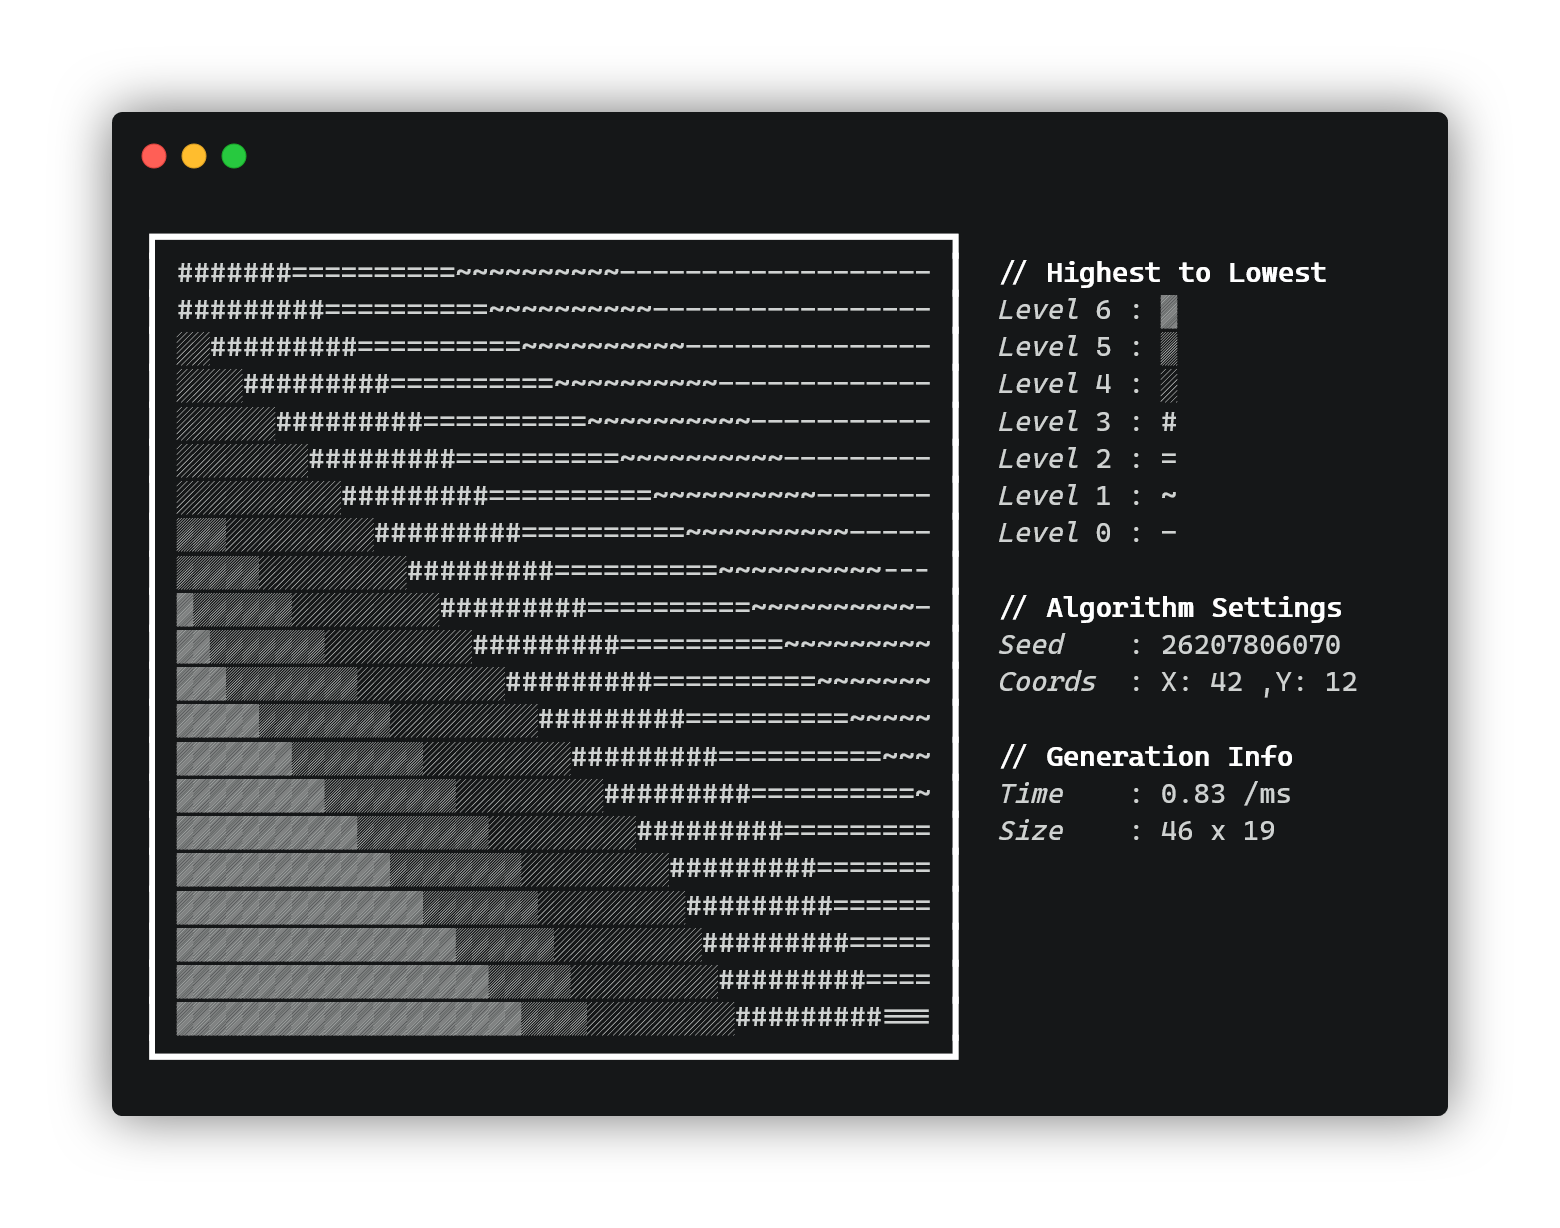 #######==========~~~~~~~~~~------------------- // Highest to Lowest
#########==========~~~~~~~~~~----------------- Level 6 : ▓
░░#########==========~~~~~~~~~~--------------- Level 5 : ▒
░░░░#########==========~~~~~~~~~~------------- Level 4 : ░
░░░░░░#########==========~~~~~~~~~~----------- Level 3 : #
░░░░░░░░#########==========~~~~~~~~~~--------- Level 2 : =
░░░░░░░░░░#########==========~~~~~~~~~~------- Level 1 : ~
▒▒▒░░░░░░░░░#########==========~~~~~~~~~~----- Level 0 : -
▒▒▒▒▒░░░░░░░░░#########==========~~~~~~~~~~---
▓▒▒▒▒▒▒░░░░░░░░░#########==========~~~~~~~~~~- // Algorithm Settings
▓▓▒▒▒▒▒▒▒░░░░░░░░░#########==========~~~~~~~~~ Seed    : 26207806070
▓▓▓▒▒▒▒▒▒▒▒░░░░░░░░░#########==========~~~~~~~ Coords  : X: 42 ,Y: 12
▓▓▓▓▓▒▒▒▒▒▒▒▒░░░░░░░░░#########==========~~~~~
▓▓▓▓▓▓▓▒▒▒▒▒▒▒▒░░░░░░░░░#########==========~~~ // Generation Info
▓▓▓▓▓▓▓▓▓▒▒▒▒▒▒▒▒░░░░░░░░░#########==========~ Time    : 0.83 /ms
▓▓▓▓▓▓▓▓▓▓▓▒▒▒▒▒▒▒▒░░░░░░░░░#########========= Size    : 46 x 19
▓▓▓▓▓▓▓▓▓▓▓▓▓▒▒▒▒▒▒▒▒░░░░░░░░░#########=======
▓▓▓▓▓▓▓▓▓▓▓▓▓▓▓▒▒▒▒▒▒▒░░░░░░░░░#########======
▓▓▓▓▓▓▓▓▓▓▓▓▓▓▓▓▓▒▒▒▒▒▒░░░░░░░░░#########=====
▓▓▓▓▓▓▓▓▓▓▓▓▓▓▓▓▓▓▓▒▒▒▒▒░░░░░░░░░#########====
▓▓▓▓▓▓▓▓▓▓▓▓▓▓▓▓▓▓▓▓▓▒▒▒▒░░░░░░░░░#########===